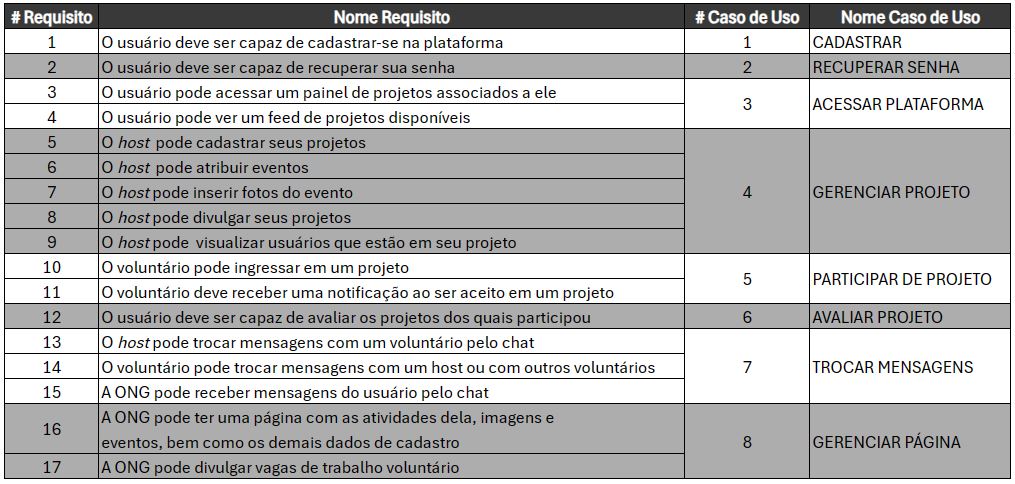 # Requisito Nome Requisito # Caso de Uso Nome Caso de Uso
1 O usuário deve ser capaz de cadastrar-se na plataforma 1 CADASTRAR
2 O usuário deve ser capaz de recuperar sua senha 2 RECUPERAR SENHA
3 O usuário pode acessar um painel de projetos associados a ele
3 ACESSAR PLATAFORMA
4 O usuário pode ver um feed de projetos disponíveis
5 O host pode cadastrar seus projetos
6 O host pode atribuir eventos
7 O host pode inserir fotos do evento 4 GERENCIAR PROJETO
8 O host pode divulgar seus projetos
9 O host pode visualizar usuários que estão em seu projeto
10 O voluntário pode ingressar em um projeto
5 PARTICIPAR DE PROJETO
11 O voluntário deve receber uma notificação ao ser aceito em um projeto
12 O usuário deve ser capaz de avaliar os projetos dos quais participou 6 AVALIAR PROJETO
13 O host pode trocar mensagens com um voluntário pelo chat
14 O voluntário pode trocar mensagens com um host ou com outros voluntários 7 TROCAR MENSAGENS
15 A ONG pode receber mensagens do usuário pelo chat
16 A ONG pode ter uma página com as atividades dela, imagens e
eventos, bem como os demais dados de cadastro
8 GERENCIAR PÁGINA
17 A ONG pode divulgar vagas de trabalho voluntário